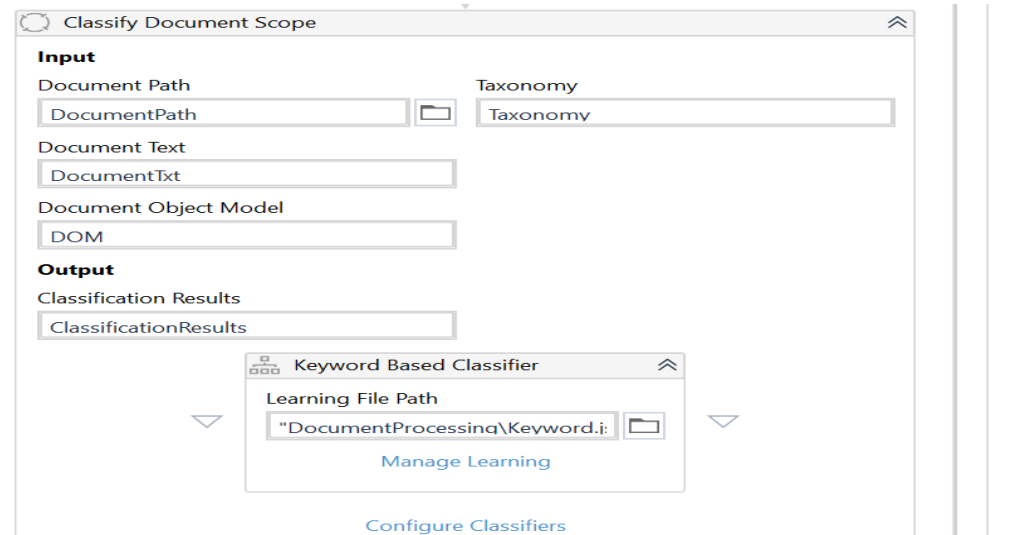 Classify Document Scope
Input
Document Path
Taxonomy
DocumentPath
Taxonomy
Document Text
DocumentTxt
Document Object Model
DOM
Output
Classification Results
ClassificationResults
Keyword Based Classifier
Learning File Path
"DocumentProcessing\Keyword.js
Manage Learning
Configure Classifiers